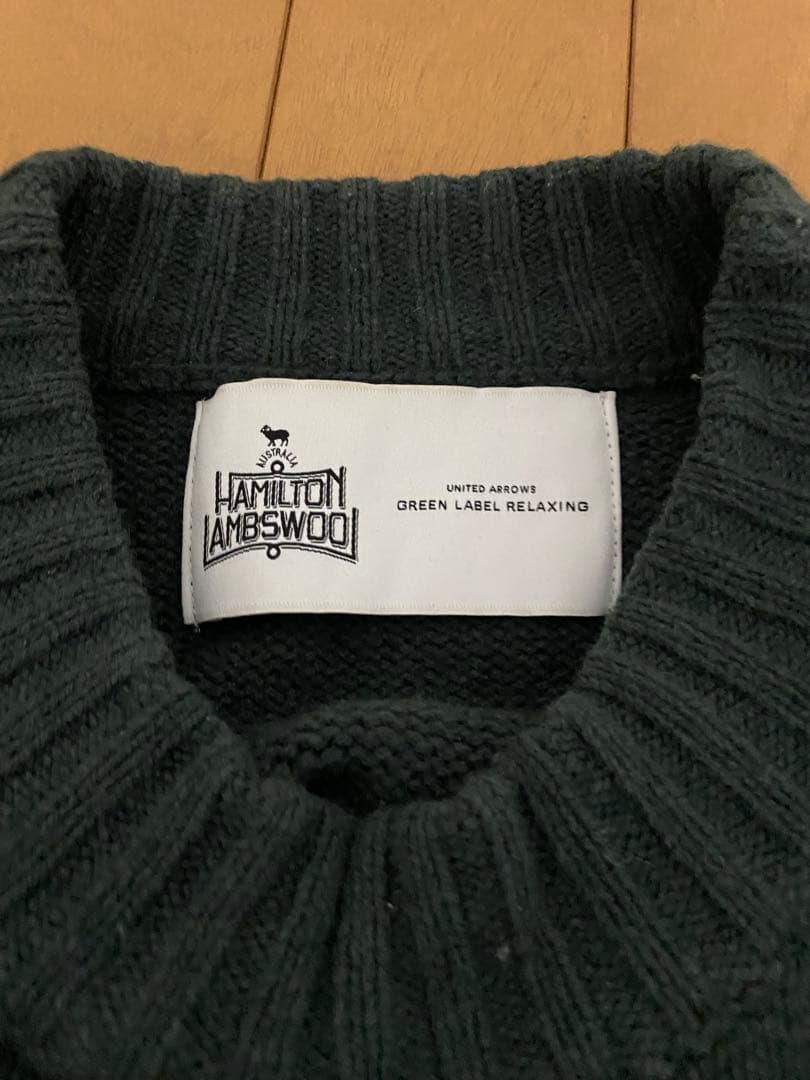 AUSTRALIA
HAMILTON
LAMBSWOOL
UNITED ARROWS
GREEN LABEL RELAXING